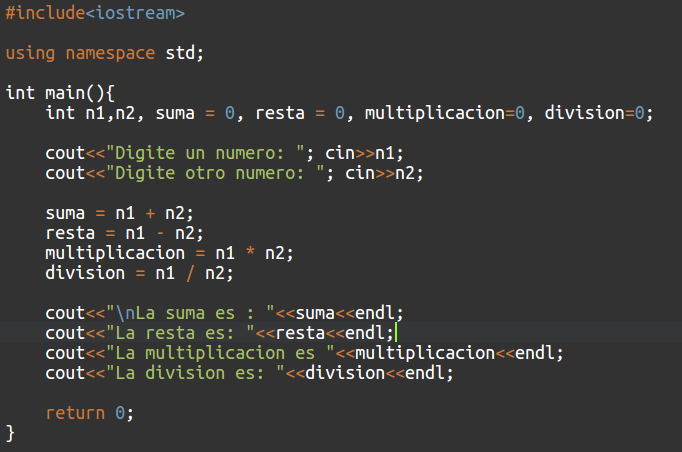 #include<iostream>
using namespace std;
int main(){
    int n1,n2, suma = 0, resta = 0, multiplicacion=0, division=0;
    cout<<"Digite un numero: "; cin>>n1;
    cout<<"Digite otro numero: "; cin>>n2;
    suma = n1 + n2;
    resta = n1 - n2;
    multiplicacion = n1 * n2;
    division = n1 / n2;
    cout<<"\nLa suma es : "<<suma<<endl;
    cout<<"La resta es: "<<resta<<endl;
    cout<<"La multiplicacion es "<<multiplicacion<<endl;
    cout<<"La division es: "<<division<<endl;
    return 0;
}